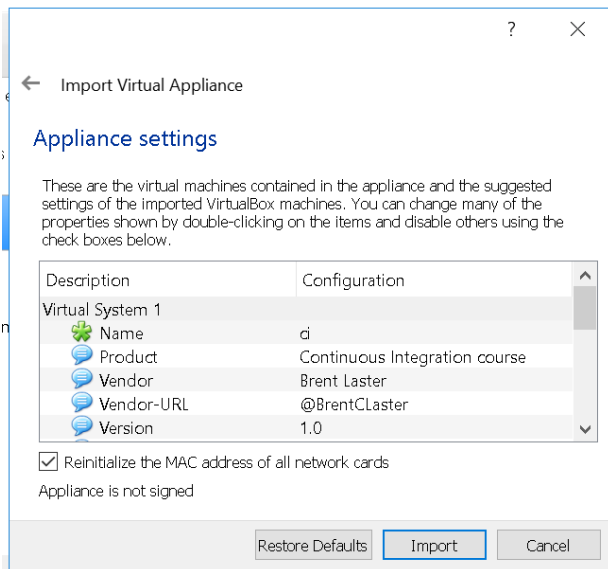 ?
Import Virtual Appliance
Appliance settings
These are the virtual machines contained in the appliance and the suggested
settings of the imported VirtualBox machines. You can change many of the
properties shown by double-clicking on the items and disable others using the
check boxes below.
Description Configuration
Virtual System 1
Name ci
Product Continuous Integration course
Vendor Brent Laster
Vendor-URL @BrentCLaster
Version 1.0
Reinitialize the MAC address of all network cards
Appliance is not signed
Restore Defaults Import Cancel